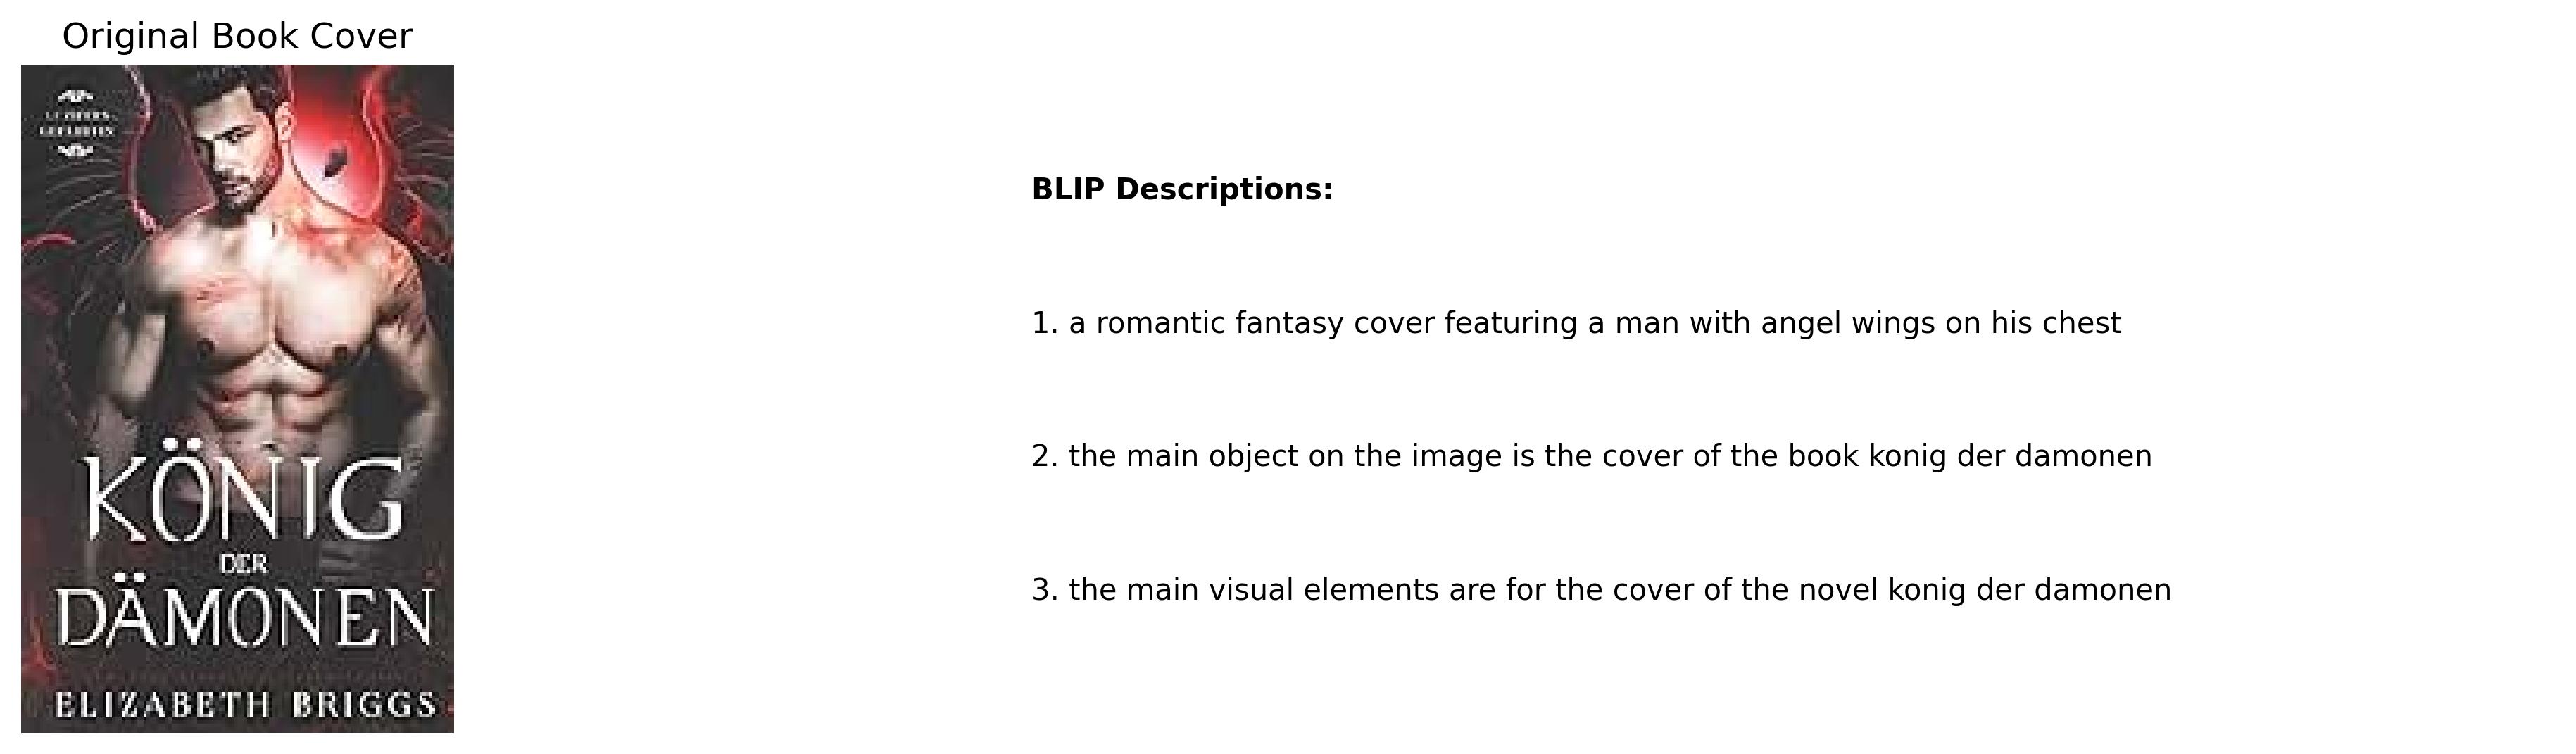 Original Book Cover
KÖNIG
DER
DÄMONEN
ELIZABETH BRIGGS
BLIP Descriptions:
1. a romantic fantasy cover featuring a man with angel wings on his chest
2. the main object on the image is the cover of the book konig der damonen
3. the main visual elements are for the cover of the novel konig der damonen